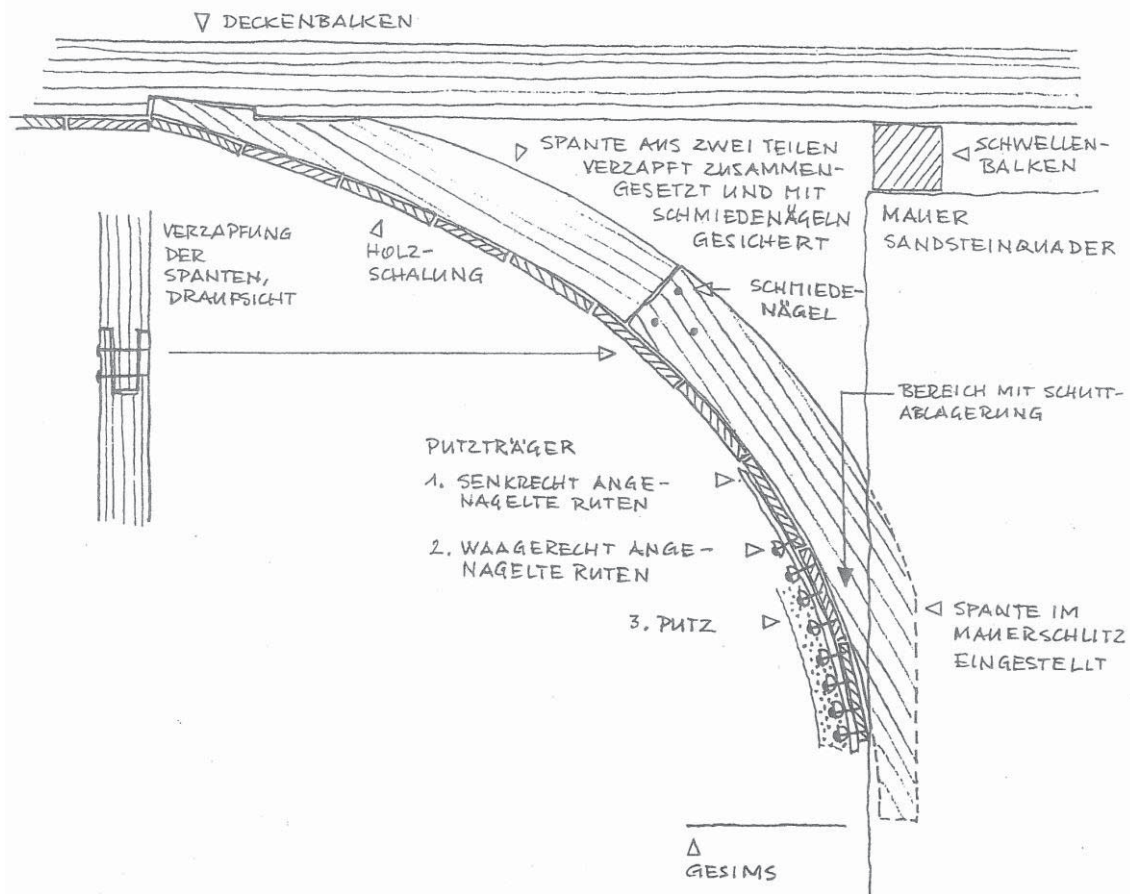 DECKENBALKEN
SPANTE AUS ZWEI TEILEN
VERZAPFT ZUSAMMEN-
GESETZT UND MIT
SCHMIEDENÄGELN
GESICHERT
SCHWELLEN-
BALKEN
MAUER
SANDSTEINQUADER
VERZAPFUNG
DER
SPANTEN,
DRAUFSICHT
HOLZ-
SCHALUNG
SCHMIEDE-
NÄGEL
BEREICH MIT SCHUTT-
ABLAGERUNG
PUTZTRÄGER
1. SENKRECHT ANGE-
NAGELTE RUTEN
2. WAAGERECHT ANGE-
NAGELTE RUTEN
3. PUTZ
SPANTE IM
MAUERSCHLITZ
EINGESTELLT
GESIMS